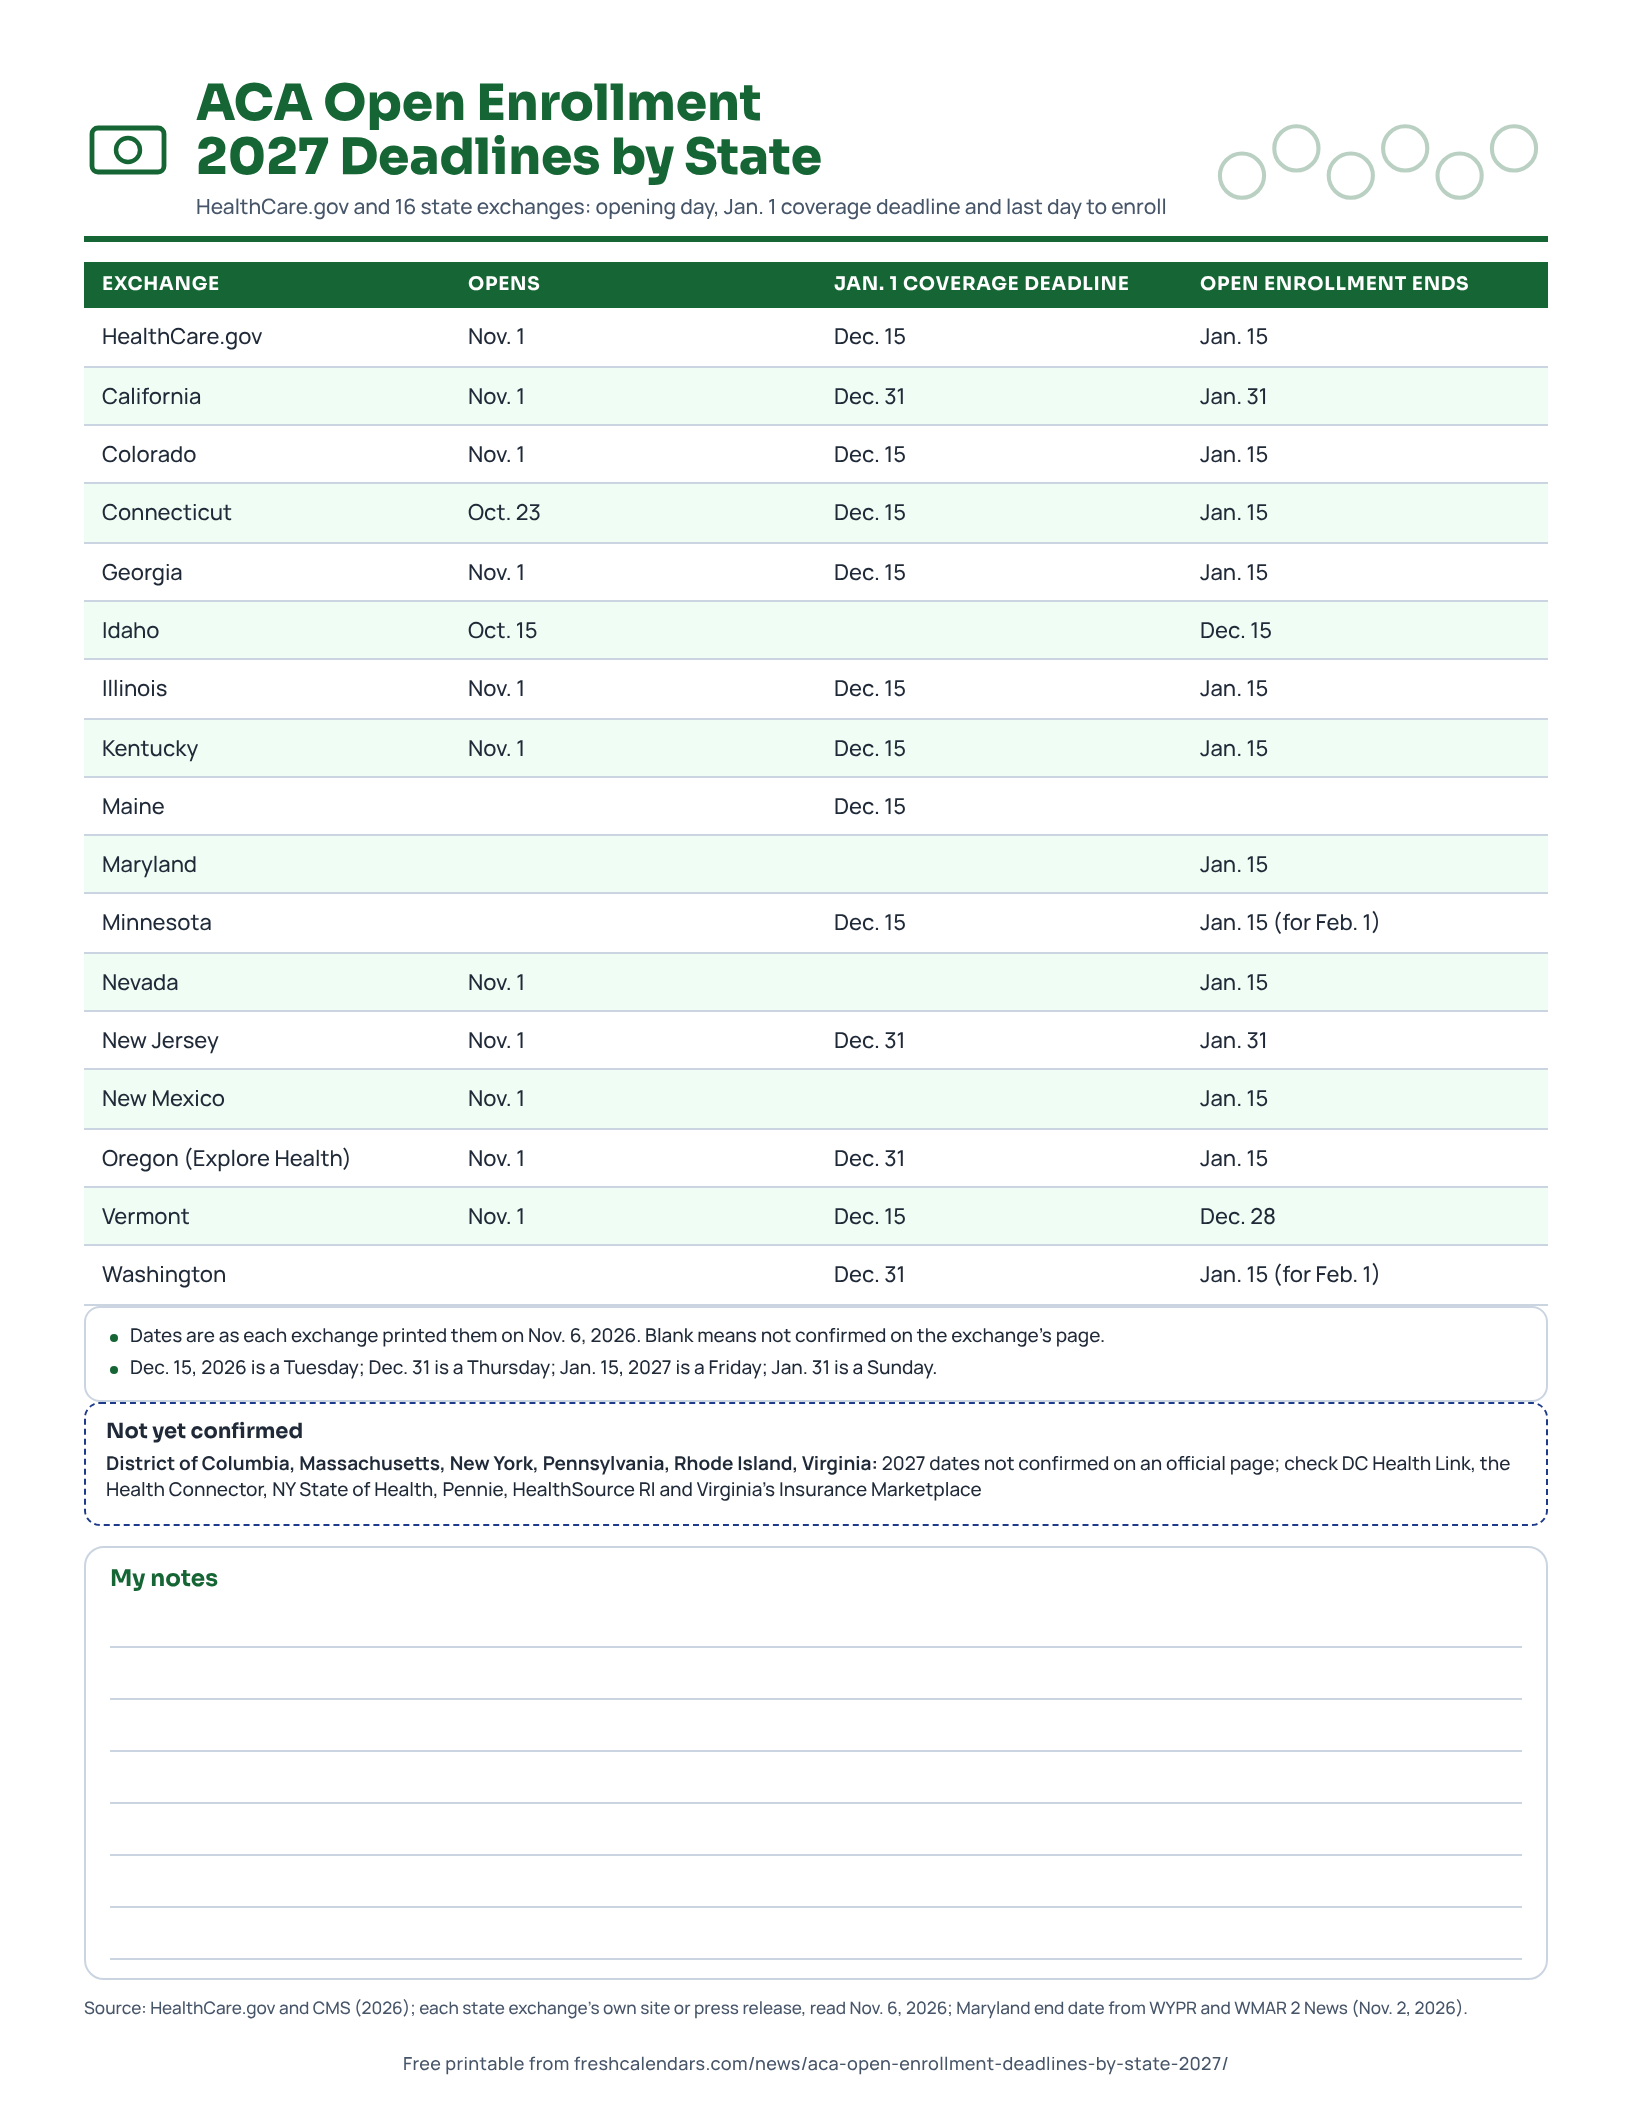 ACA Open Enrollment
2027 Deadlines by State
HealthCare.gov and 16 state exchanges: opening day, Jan. 1 coverage deadline and last day to enroll
EXCHANGE OPENS JAN. 1 COVERAGE DEADLINE OPEN ENROLLMENT ENDS
HealthCare.gov Nov. 1 Dec. 15 Jan. 15
California Nov. 1 Dec. 31 Jan. 31
Colorado Nov. 1 Dec. 15 Jan. 15
Connecticut Oct. 23 Dec. 15 Jan. 15
Georgia Nov. 1 Dec. 15 Jan. 15
Idaho Oct. 15 Dec. 15
Illinois Nov. 1 Dec. 15 Jan. 15
Kentucky Nov. 1 Dec. 15 Jan. 15
Maine Dec. 15
Maryland Jan. 15
Minnesota Dec. 15 Jan. 15 (for Feb. 1)
Nevada Nov. 1 Jan. 15
New Jersey Nov. 1 Dec. 31 Jan. 31
New Mexico Nov. 1 Jan. 15
Oregon (Explore Health) Nov. 1 Dec. 31 Jan. 15
Vermont Nov. 1 Dec. 15 Dec. 28
Washington Dec. 31 Jan. 15 (for Feb. 1)
Dates are as each exchange printed them on Nov. 6, 2026. Blank means not confirmed on the exchange's page.
Dec. 15, 2026 is a Tuesday; Dec. 31 is a Thursday; Jan. 15, 2027 is a Friday; Jan. 31 is a Sunday.
Not yet confirmed
District of Columbia, Massachusetts, New York, Pennsylvania, Rhode Island, Virginia: 2027 dates not confirmed on an official page; check DC Health Link, the
Health Connector, NY State of Health, Pennie, HealthSource RI and Virginia's Insurance Marketplace
My notes
Source: HealthCare.gov and CMS (2026); each state exchange's own site or press release, read Nov. 6, 2026; Maryland end date from WYPR and WMAR 2 News (Nov. 2, 2026).
Free printable from freshcalendars.com/news/aca-open-enrollment-deadlines-by-state-2027/